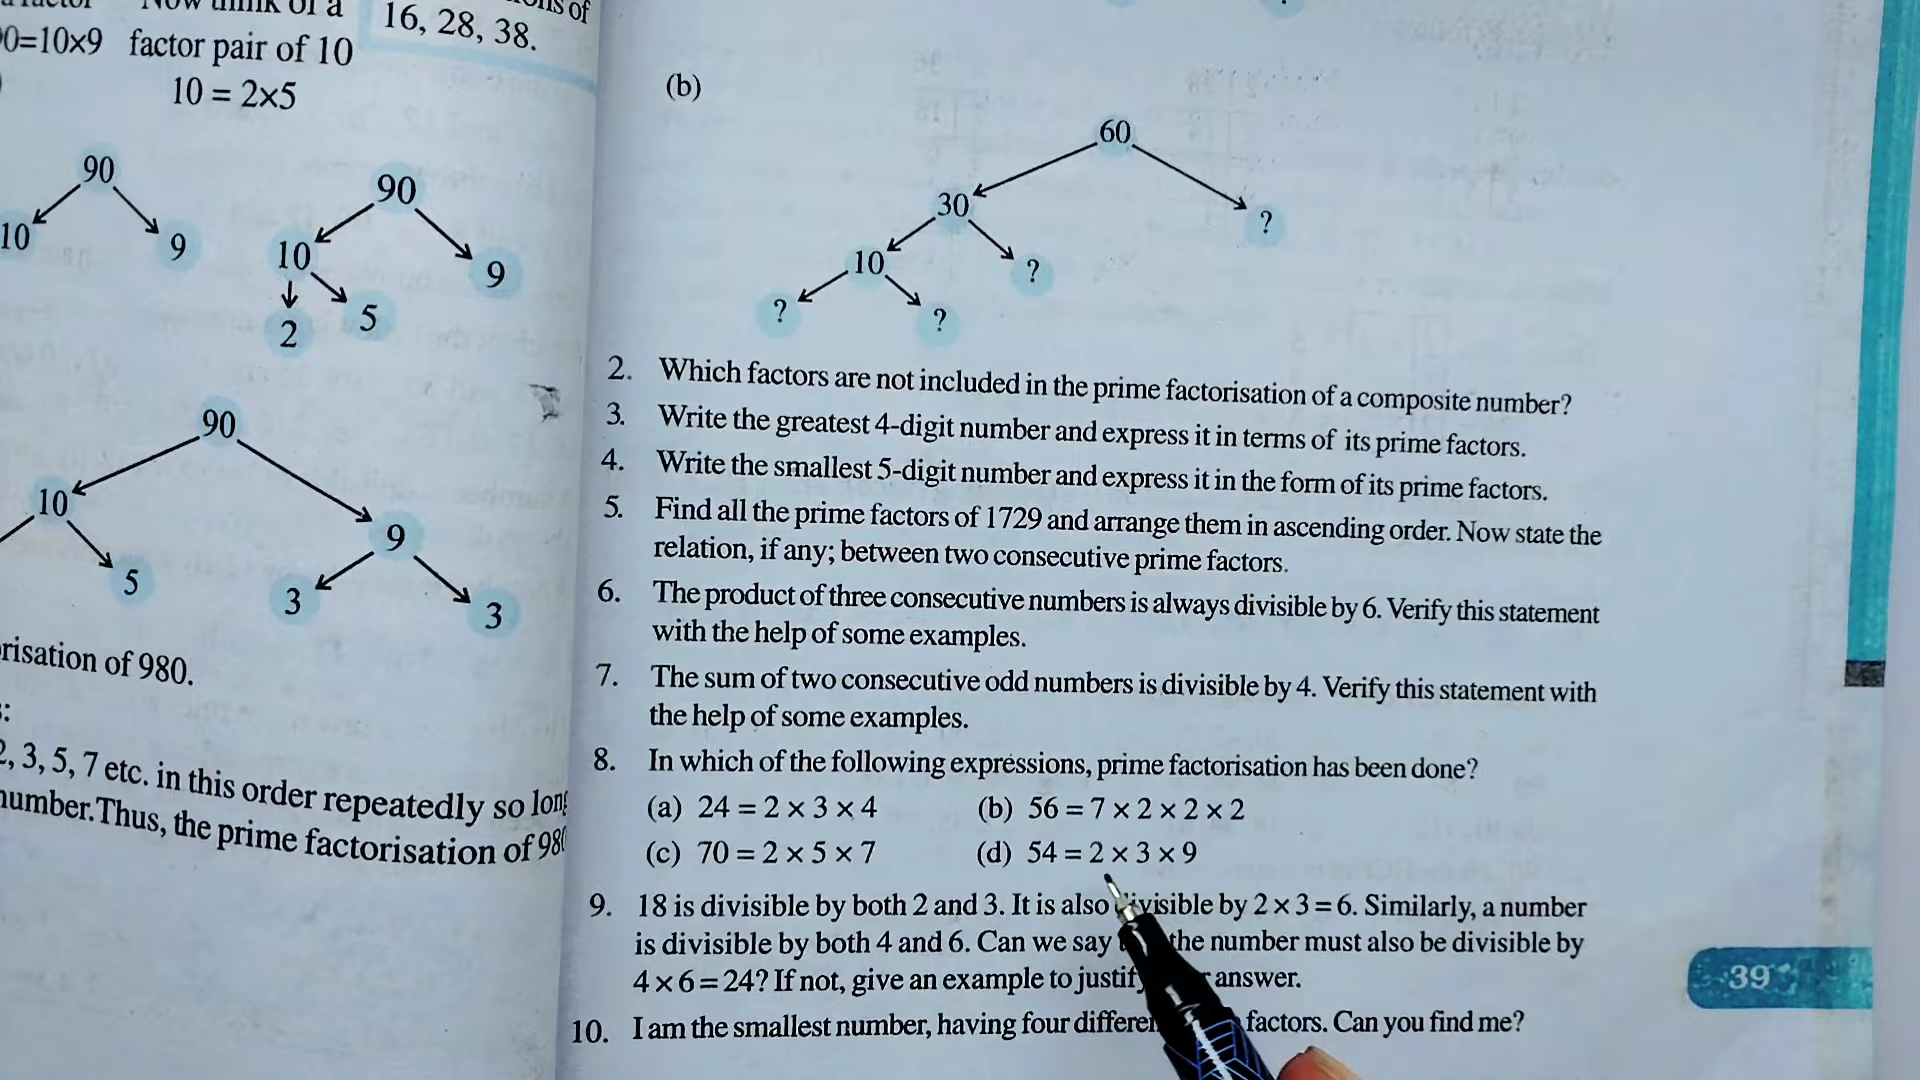 Now think of a
0=10x9 factor pair of 10
10 = 2x5
16, 28, 38.
90
10
9
90
10
9
2
5
90
10
9
5
3
3
risation of 980.
2, 3, 5, 7 etc. in this order repeatedly so long
number.Thus, the prime factorisation of 980
(b)
60
30
?
10
?
?
?
2. Which factors are not included in the prime factorisation of a composite number?
3. Write the greatest 4-digit number and express it in terms of its prime factors.
4. Write the smallest 5-digit number and express it in the form of its prime factors.
5. Find all the prime factors of 1729 and arrange them in ascending order. Now state the
relation, if any; between two consecutive prime factors.
6. The product of three consecutive numbers is always divisible by 6. Verify this statement
with the help of some examples.
7. The sum of two consecutive odd numbers is divisible by 4. Verify this statement with
the help of some examples.
8. In which of the following expressions, prime factorisation has been done?
(a) 24 = 2 × 3 × 4 (b) 56 = 7 × 2 × 2 × 2
(c) 70 = 2 × 5 × 7 (d) 54 = 2 × 3 × 9
9. 18 is divisible by both 2 and 3. It is also divisible by 2 × 3 = 6. Similarly, a number
is divisible by both 4 and 6. Can we say the number must also be divisible by
4 × 6 = 24? If not, give an example to justify answer.
10. I am the smallest number, having four different factors. Can you find me?
39